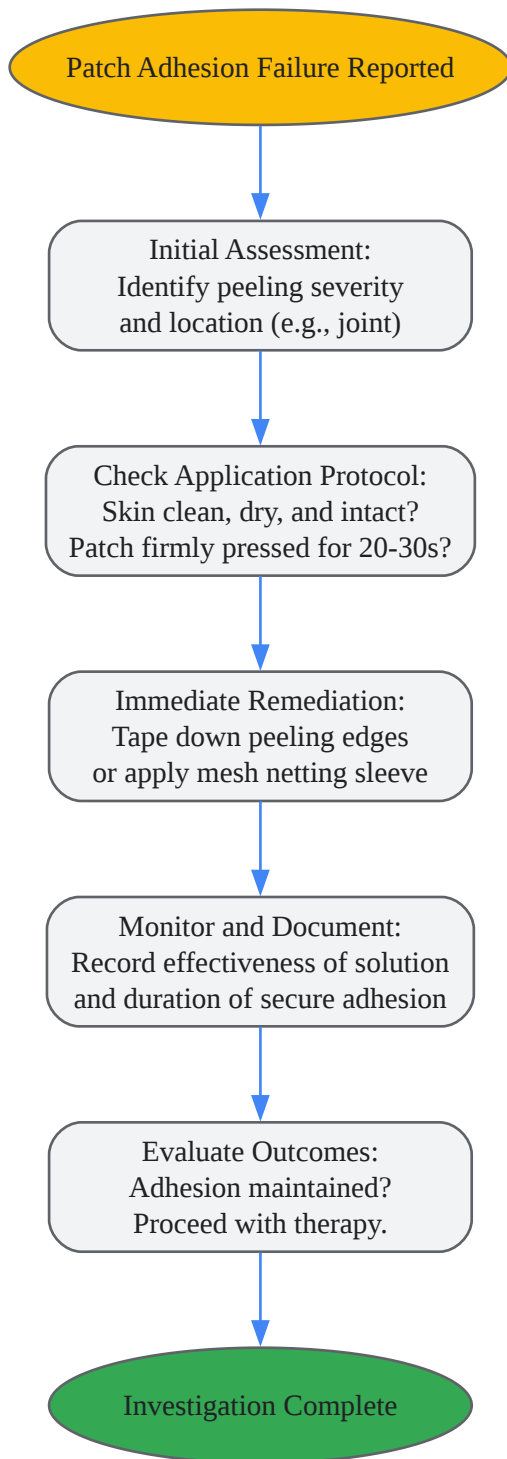 Patch Adhesion Failure Reported
Initial Assessment:
Identify peeling severity
and location (e.g., joint)
Check Application Protocol:
Skin clean, dry, and intact?
Patch firmly pressed for 20-30s?
Immediate Remediation:
Tape down peeling edges
or apply mesh netting sleeve
Monitor and Document:
Record effectiveness of solution
and duration of secure adhesion
Evaluate Outcomes:
Adhesion maintained?
Proceed with therapy.
Investigation Complete